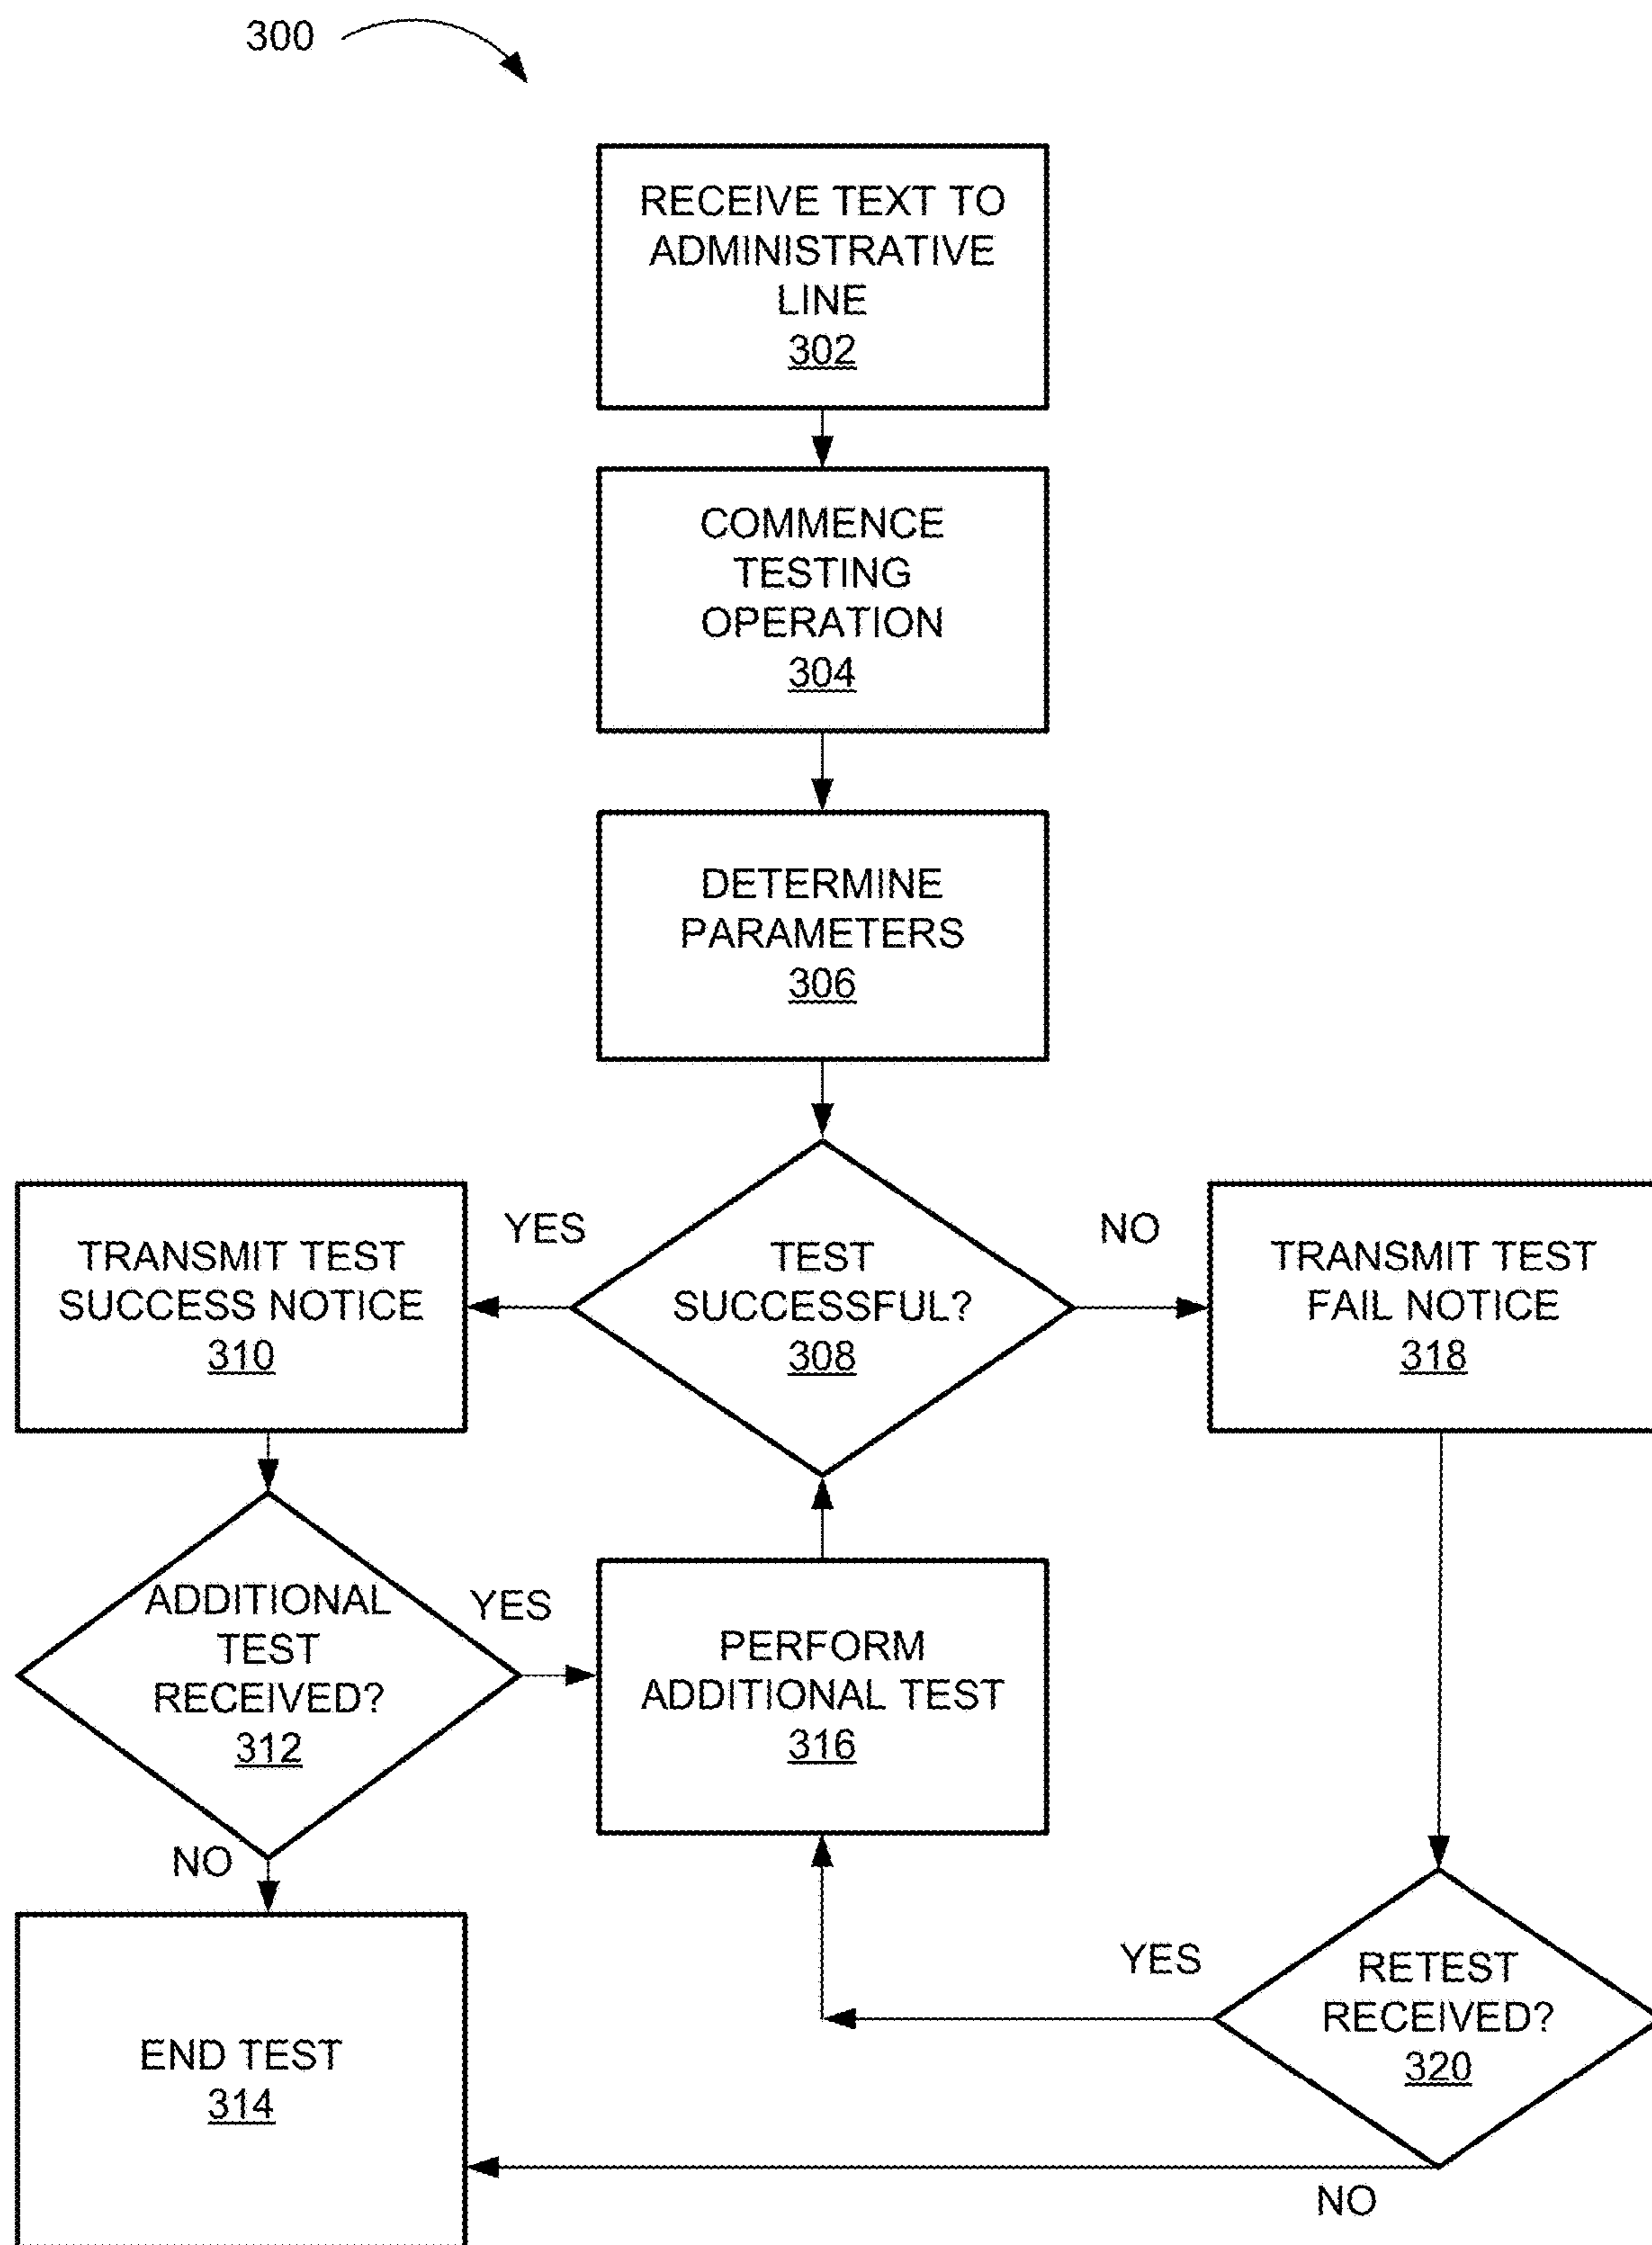 300
RECEIVE TEXT TO
ADMINISTRATIVE
LINE
302
COMMENCE
TESTING
OPERATION
304
DETERMINE
PARAMETERS
306
TRANSMIT TEST
SUCCESS NOTICE
310
YES
TEST
SUCCESSFUL?
308
NO
TRANSMIT TEST
FAIL NOTICE
318
ADDITIONAL
TEST
RECEIVED?
312
YES
PERFORM
ADDITIONAL TEST
316
NO
YES
RETEST
RECEIVED?
320
END TEST
314
NO